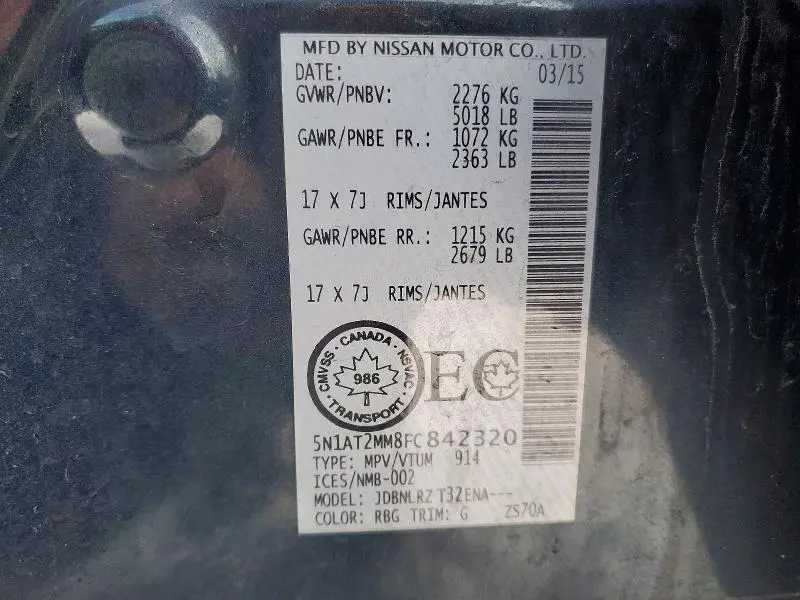 MFD BY NISSAN MOTOR CO., LTD.
DATE: 03/15
GVWR/PNBV: 2276 KG
5018 LB
GAWR/PNBE FR.: 1072 KG
2363 LB
17 X 7J RIMS/JANTES
GAWR/PNBE RR.: 1215 KG
2679 LB
17 X 7J RIMS/JANTES
CMVSS · CANADA · NSVAC
986
· TRANSPORT ·
EC
5N1AT2MM8FC842320
TYPE: MPV/VTUM 914
ICES/NMB-002
MODEL: JDBNLRZ T32ENA---
COLOR: RBG TRIM: G ZS70A